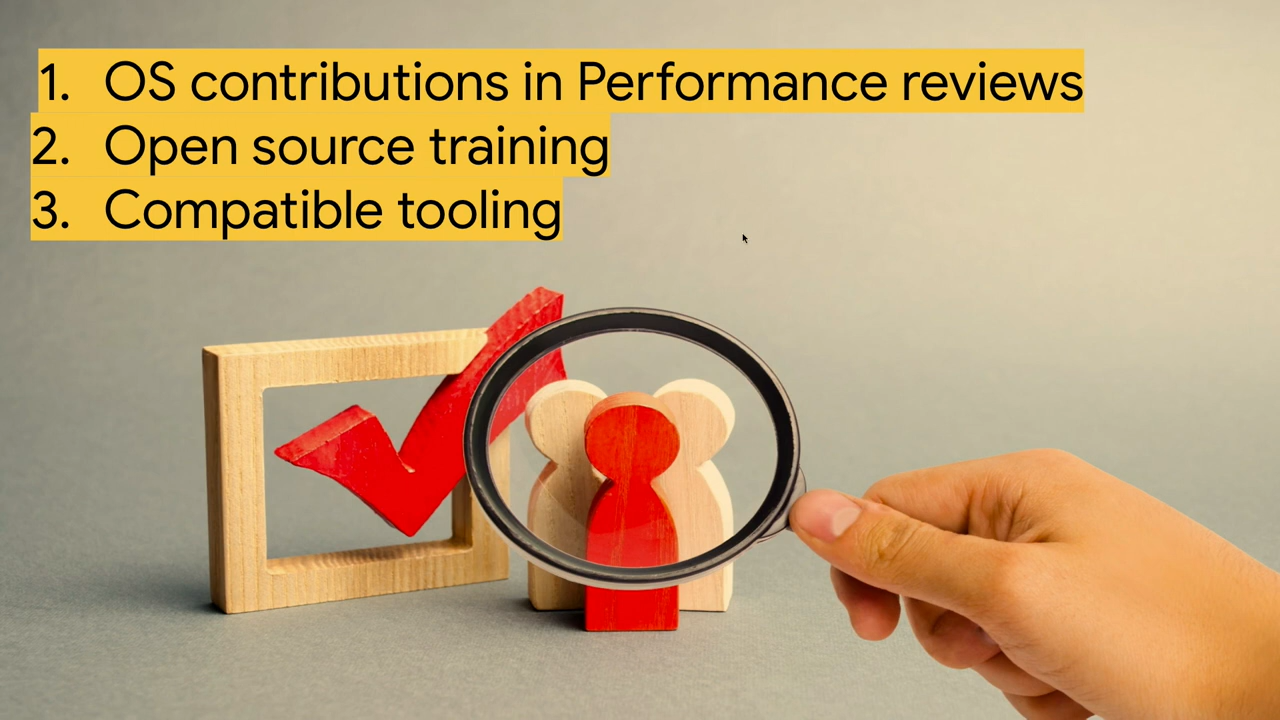 1. OS contributions in Performance reviews
2. Open source training
3. Compatible tooling